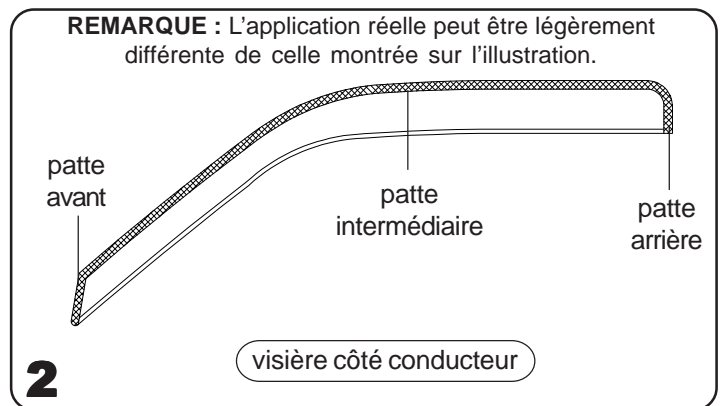 REMARQUE : L'application réelle peut être légèrement
différente de celle montrée sur l'illustration.
patte
avant
patte
intermédiaire
patte
arrière
visière côté conducteur
2